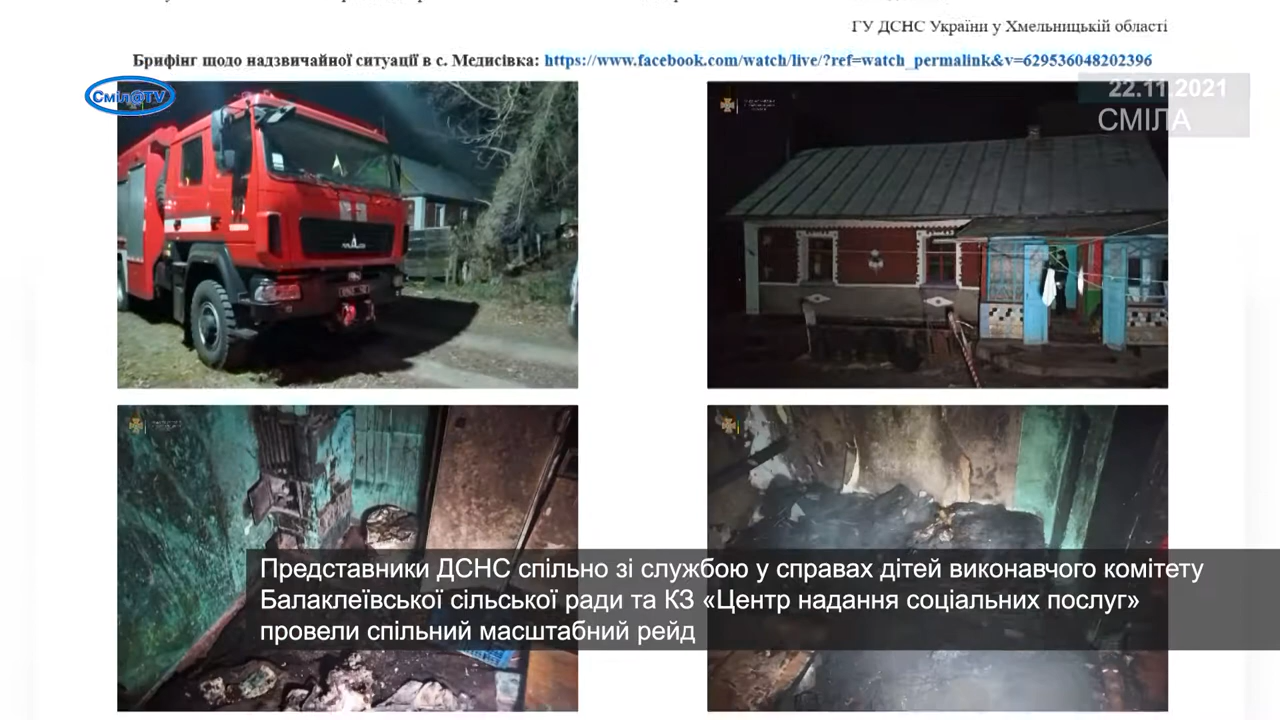 ГУ ДСНС України у Хмельницькій області
Брифінг щодо надзвичайної ситуації в с. Медисівка: https://www.facebook.com/watch/live/?ref=watch_permalink&v=629536048202396
Сміл@TV
22.11.2021
СМІЛА
Представники ДСНС спільно зі службою у справах дітей виконавчого комітету
Балаклеївської сільської ради та КЗ «Центр надання соціальних послуг»
провели спільний масштабний рейд